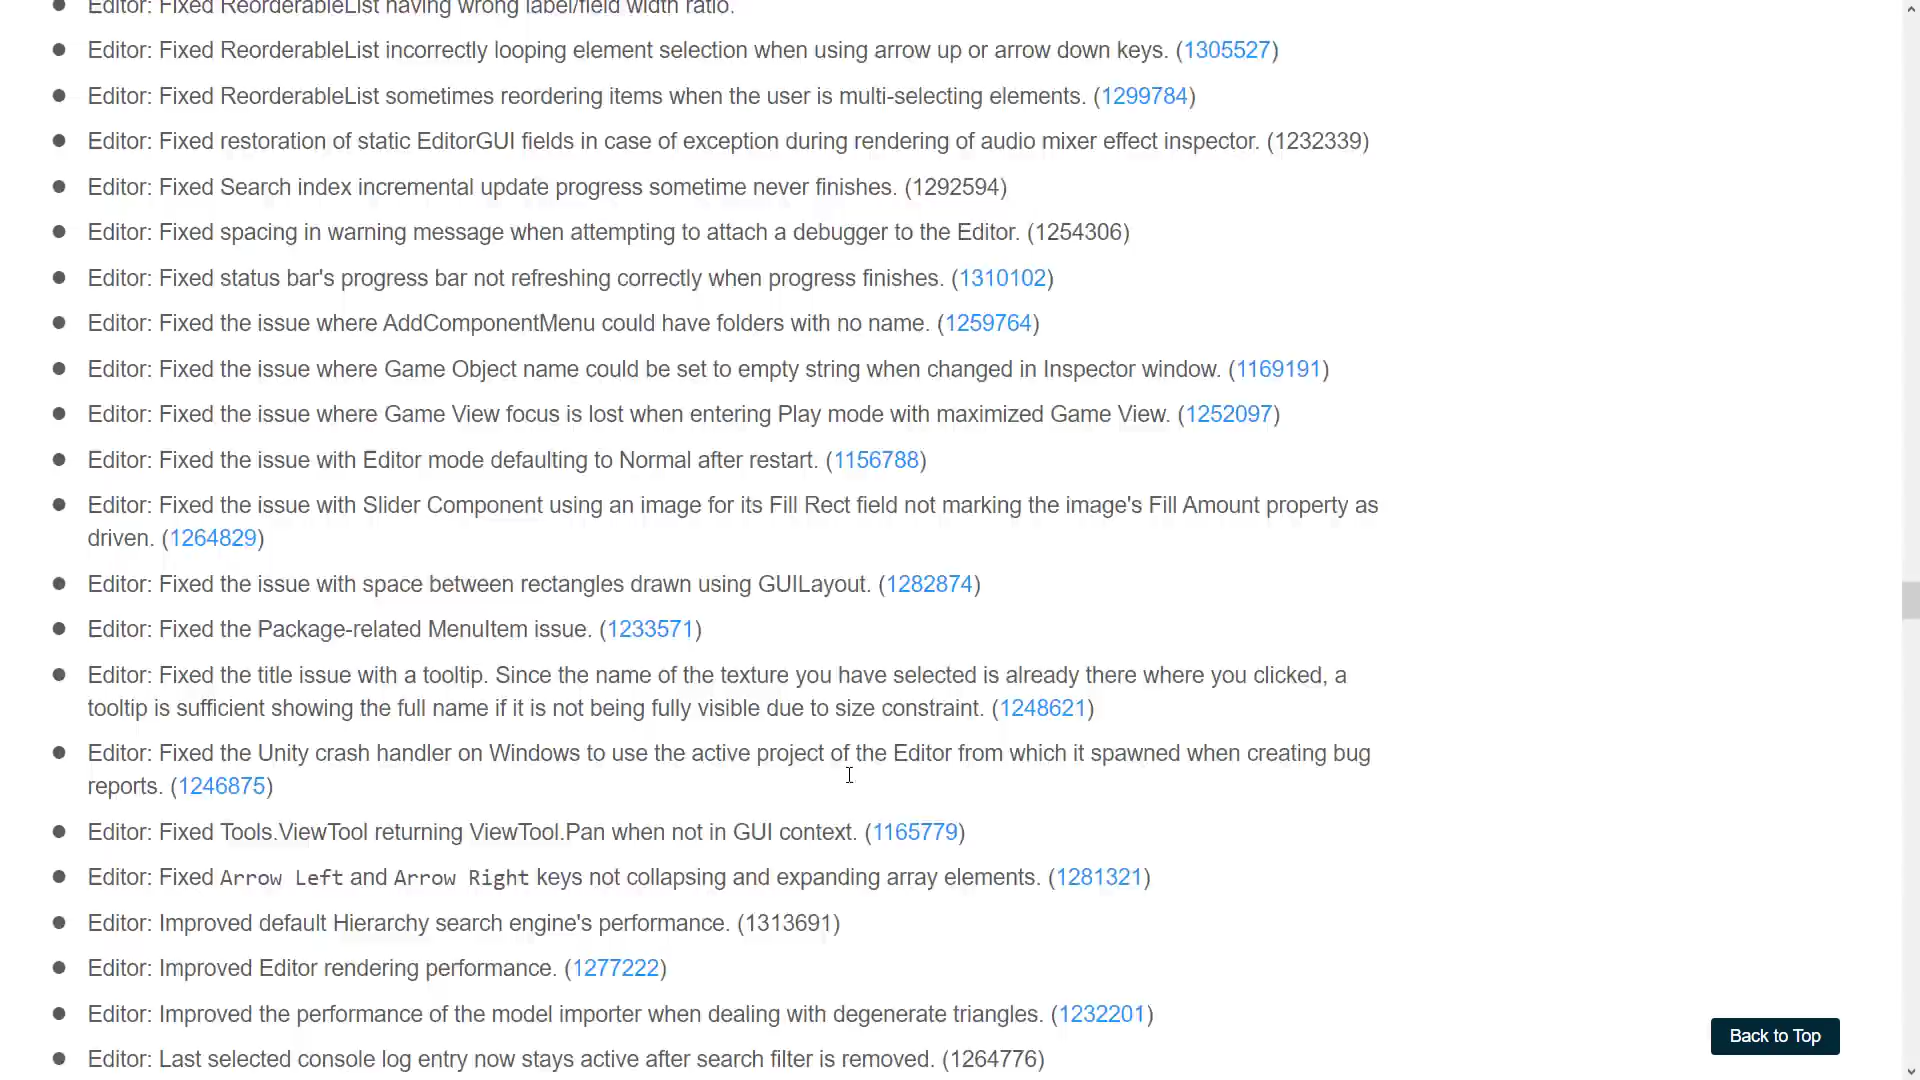 Editor: Fixed ReorderableList having wrong label/field width ratio.
Editor: Fixed ReorderableList incorrectly looping element selection when using arrow up or arrow down keys. (1305527)
Editor: Fixed ReorderableList sometimes reordering items when the user is multi-selecting elements. (1299784)
Editor: Fixed restoration of static EditorGUI fields in case of exception during rendering of audio mixer effect inspector. (1232339)
Editor: Fixed Search index incremental update progress sometime never finishes. (1292594)
Editor: Fixed spacing in warning message when attempting to attach a debugger to the Editor. (1254306)
Editor: Fixed status bar's progress bar not refreshing correctly when progress finishes. (1310102)
Editor: Fixed the issue where AddComponentMenu could have folders with no name. (1259764)
Editor: Fixed the issue where Game Object name could be set to empty string when changed in Inspector window. (1169191)
Editor: Fixed the issue where Game View focus is lost when entering Play mode with maximized Game View. (1252097)
Editor: Fixed the issue with Editor mode defaulting to Normal after restart. (1156788)
Editor: Fixed the issue with Slider Component using an image for its Fill Rect field not marking the image's Fill Amount property as
driven. (1264829)
Editor: Fixed the issue with space between rectangles drawn using GUILayout. (1282874)
Editor: Fixed the Package-related MenuItem issue. (1233571)
Editor: Fixed the title issue with a tooltip. Since the name of the texture you have selected is already there where you clicked, a
tooltip is sufficient showing the full name if it is not being fully visible due to size constraint. (1248621)
Editor: Fixed the Unity crash handler on Windows to use the active project of the Editor from which it spawned when creating bug
reports. (1246875)
Editor: Fixed Tools.ViewTool returning ViewTool.Pan when not in GUI context. (1165779)
Editor: Fixed Arrow Left and Arrow Right keys not collapsing and expanding array elements. (1281321)
Editor: Improved default Hierarchy search engine's performance. (1313691)
Editor: Improved Editor rendering performance. (1277222)
Editor: Improved the performance of the model importer when dealing with degenerate triangles. (1232201)
Editor: Last selected console log entry now stays active after search filter is removed. (1264776)
Back to Top